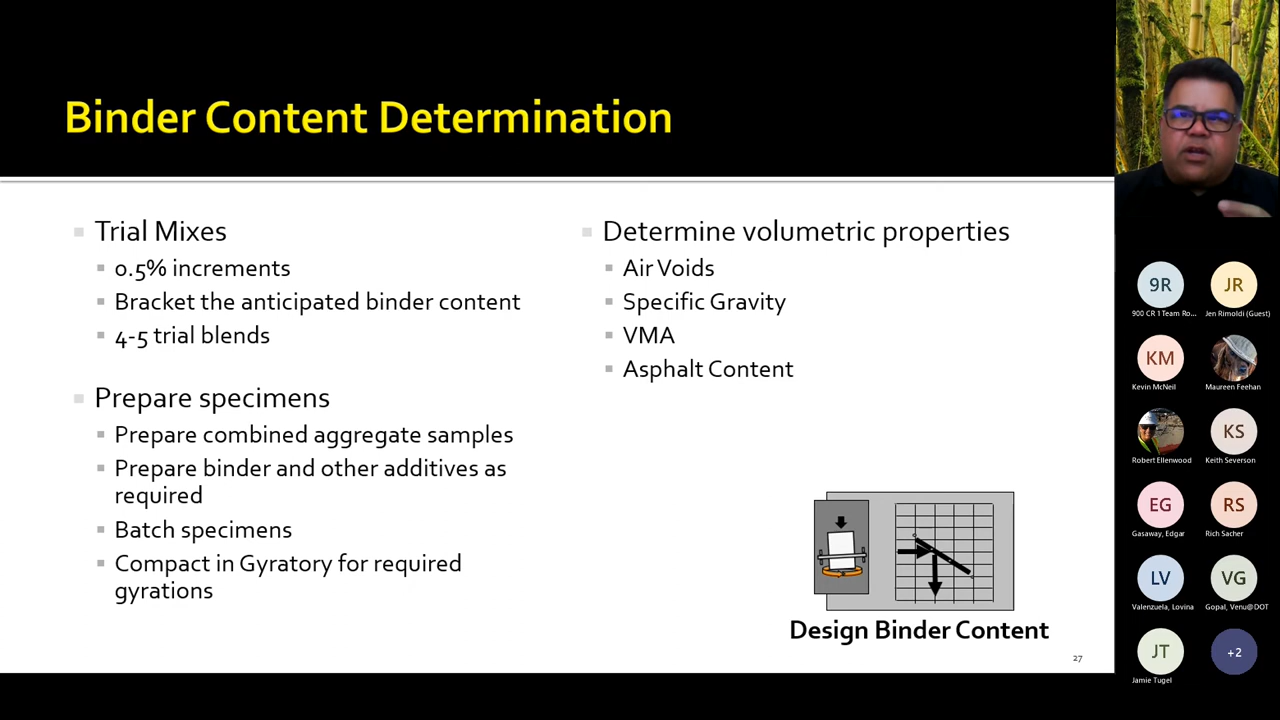 Binder Content Determination
Trial Mixes
0.5% increments
Bracket the anticipated binder content
4-5 trial blends
Prepare specimens
Prepare combined aggregate samples
Prepare binder and other additives as
required
Batch specimens
Compact in Gyratory for required
gyrations
Determine volumetric properties
Air Voids
Specific Gravity
VMA
Asphalt Content
Design Binder Content
27
9R
JR
900 CR 1 Team Ro...
Jen Rimoldi (Guest)
KM
Kevin McNeil
Maureen Feehan
KS
Robert Ellenwood
Keith Severson
EG
RS
Gasaway, Edgar
Rich Sacher
LV
VG
Valenzuela, Lovina
Gopal, Venu@DOT
JT
+2
Jamie Tugel